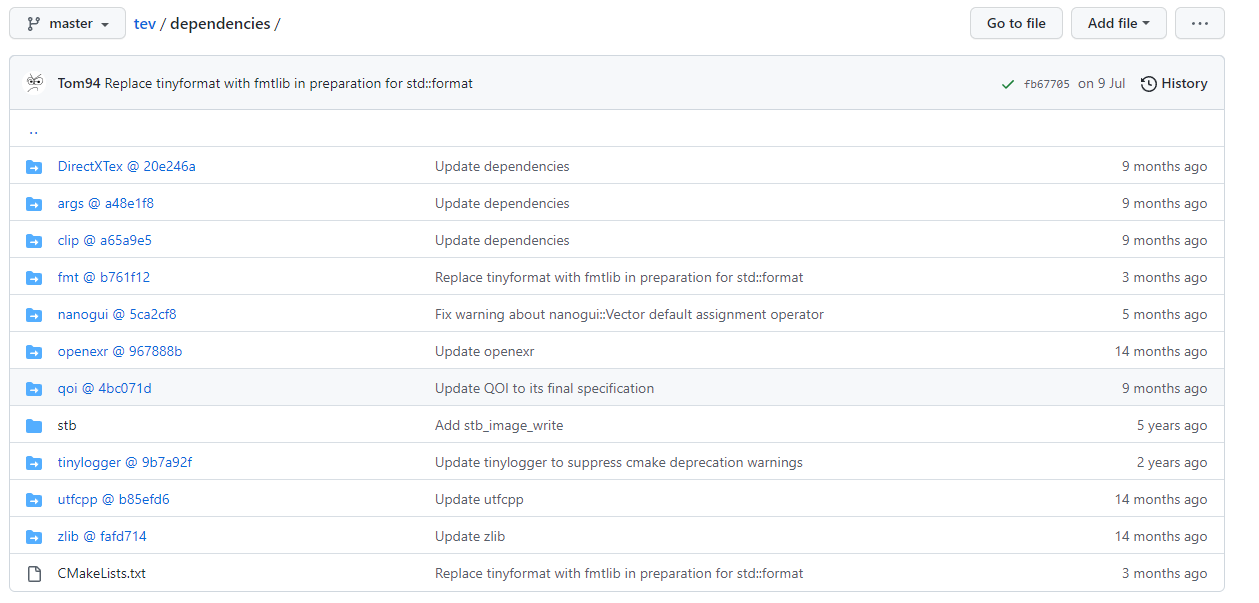 master tev / dependencies / Go to file Add file ...
Tom94 Replace tinyformat with fmtlib in preparation for std::format fb67705 on 9 Jul History
..
DirectXTex @ 20e246a Update dependencies 9 months ago
args @ a48e1f8 Update dependencies 9 months ago
clip @ a65a9e5 Update dependencies 9 months ago
fmt @ b761f12 Replace tinyformat with fmtlib in preparation for std::format 3 months ago
nanogui @ 5ca2cf8 Fix warning about nanogui::Vector default assignment operator 5 months ago
openexr @ 967888b Update openexr 14 months ago
qoi @ 4bc071d Update QOI to its final specification 9 months ago
stb Add stb_image_write 5 years ago
tinylogger @ 9b7a92f Update tinylogger to suppress cmake deprecation warnings 2 years ago
utfcpp @ b85efd6 Update utfcpp 14 months ago
zlib @ fafd714 Update zlib 14 months ago
CMakeLists.txt Replace tinyformat with fmtlib in preparation for std::format 3 months ago